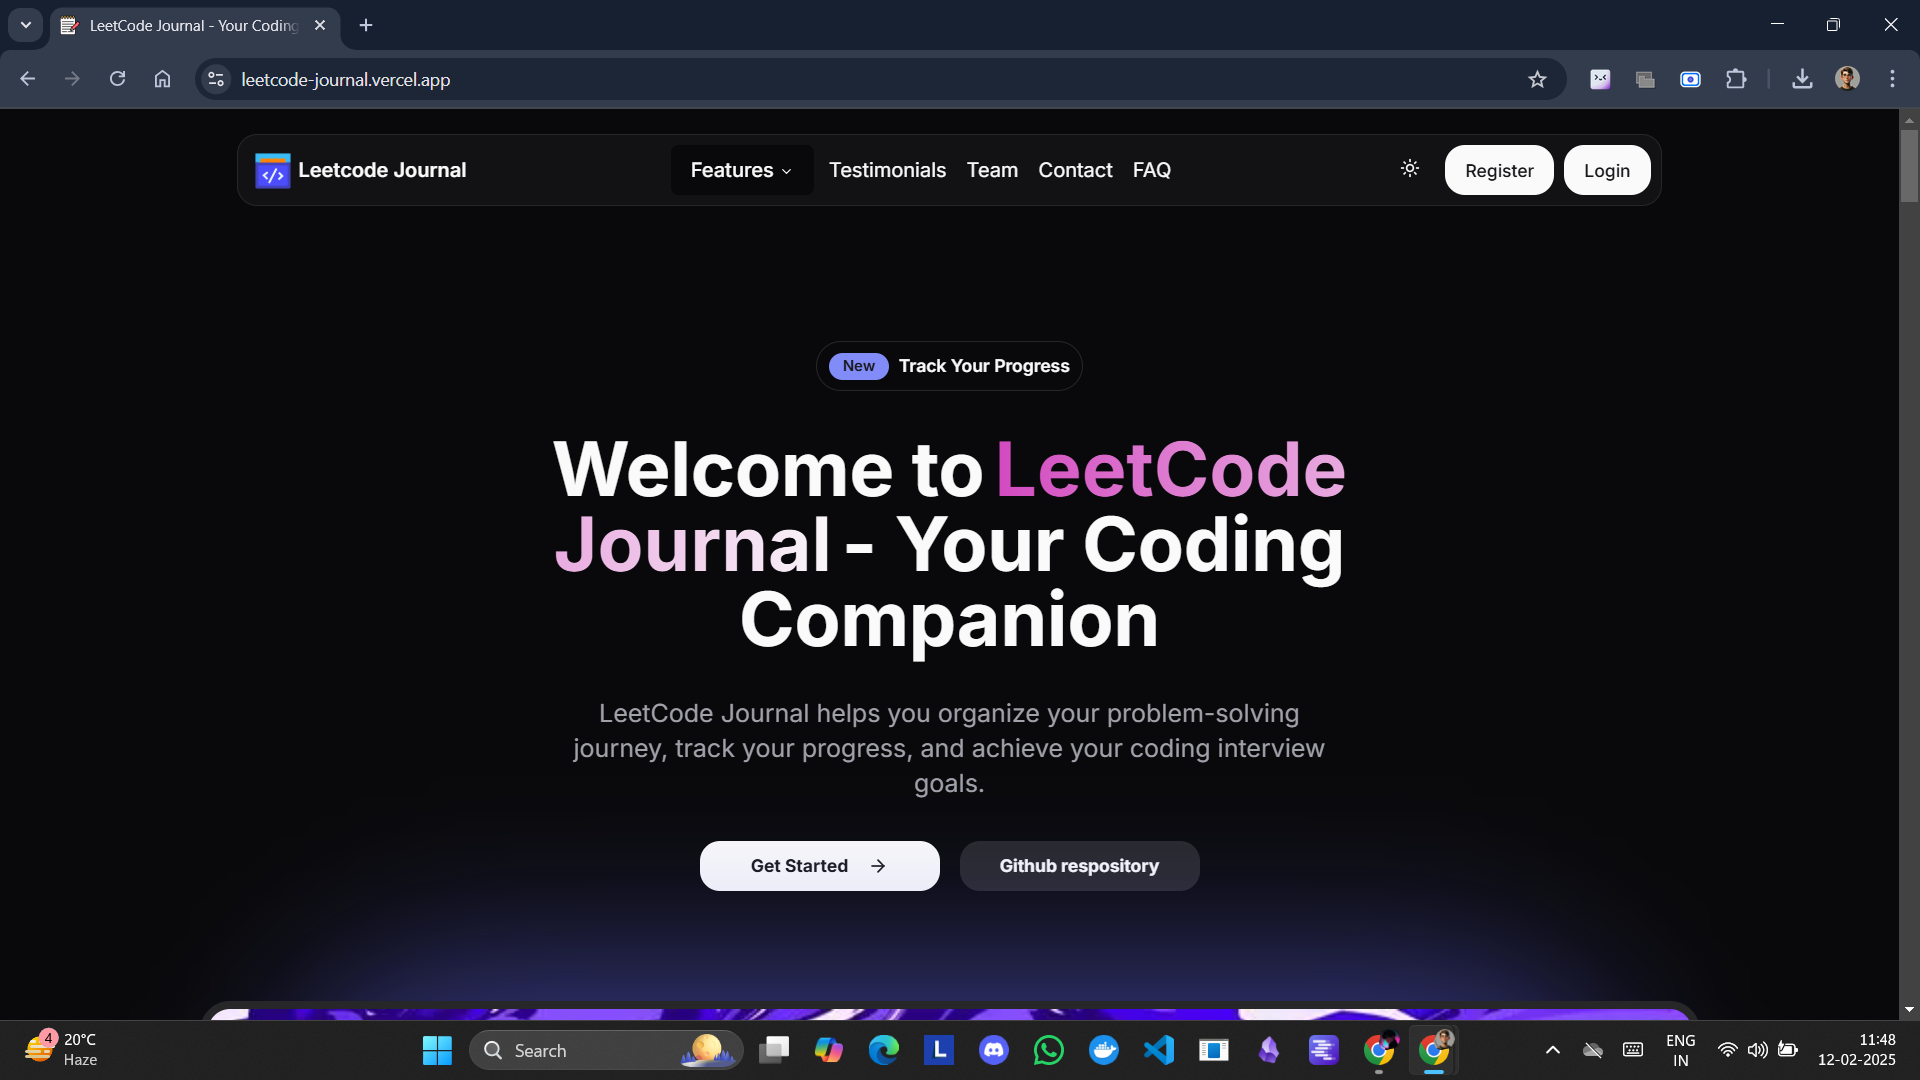 LeetCode Journal - Your Coding
leetcode-journal.vercel.app
Leetcode Journal
Features
Testimonials
Team
Contact
FAQ
Register
Login
New
Track Your Progress
Welcome to LeetCode
Journal - Your Coding
Companion
LeetCode Journal helps you organize your problem-solving
journey, track your progress, and achieve your coding interview
goals.
Get Started
Github respository
4
20°C
Haze
Search
L
ENG
IN
11:48
12-02-2025